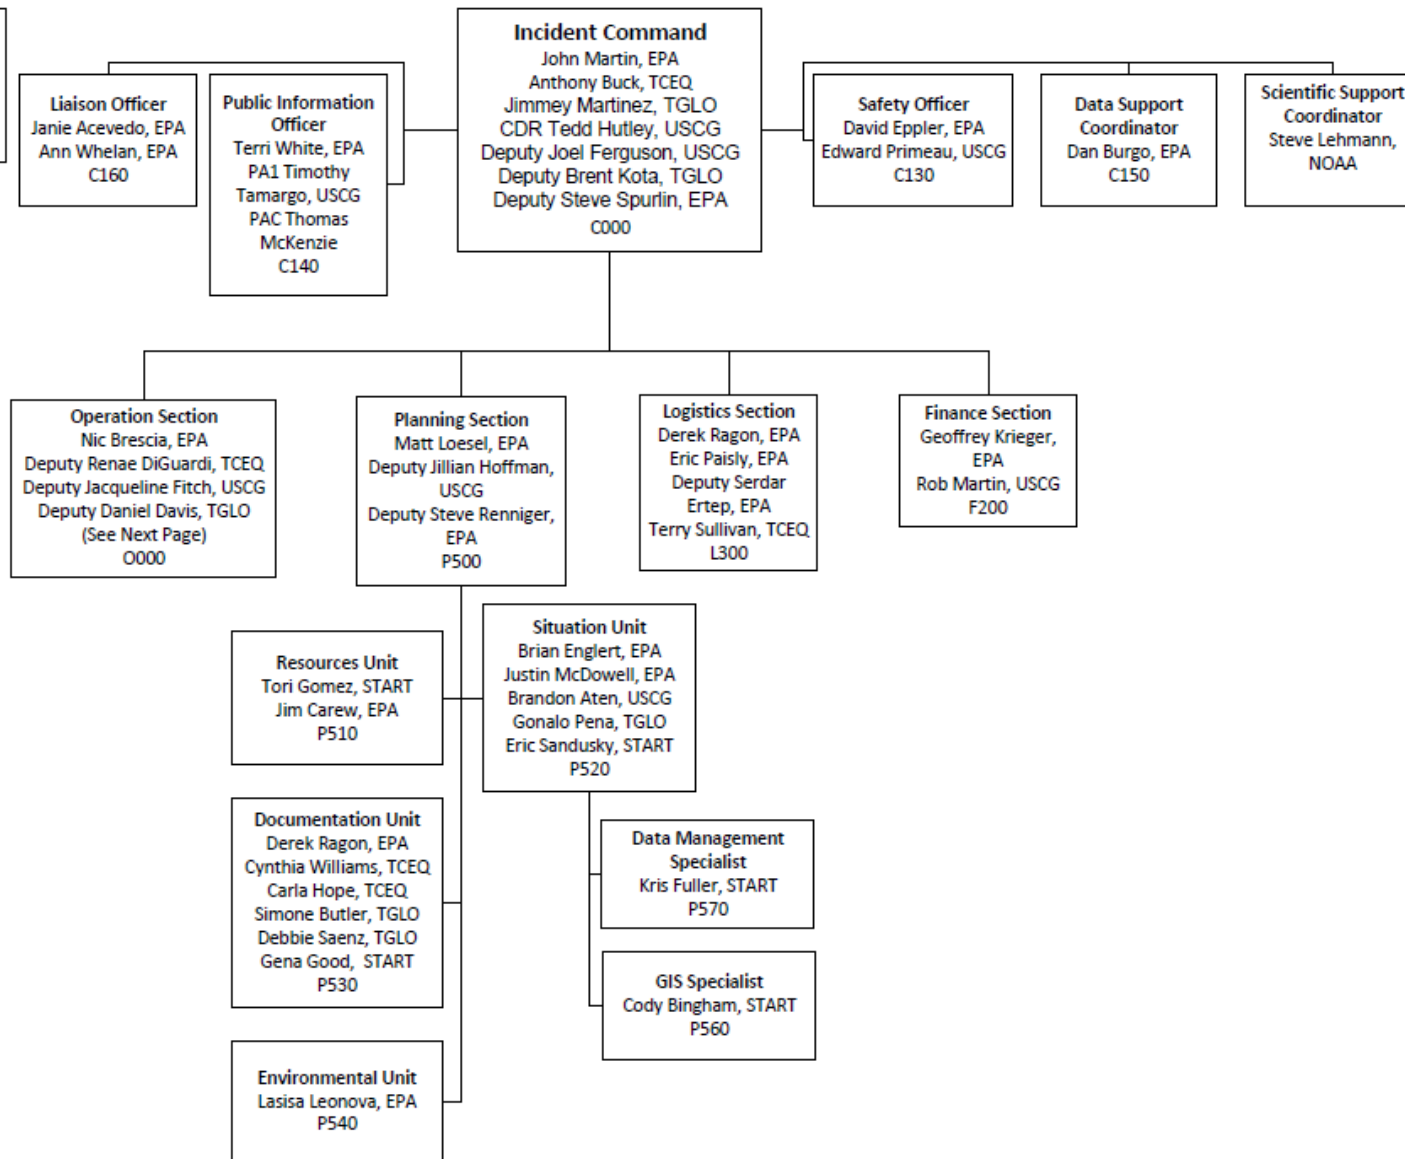 Incident Command
John Martin, EPA
Anthony Buck, TCEQ
Jimmey Martinez, TGLO
CDR Tedd Hutley, USCG
Deputy Joel Ferguson, USCG
Deputy Brent Kota, TGLO
Deputy Steve Spurlin, EPA
C000
Liaison Officer
Janie Acevedo, EPA
Ann Whelan, EPA
C160
Public Information
Officer
Terri White, EPA
PA1 Timothy
Tamargo, USCG
PAC Thomas
McKenzie
C140
Safety Officer
David Eppler, EPA
Edward Primeau, USCG
C130
Data Support
Coordinator
Dan Burgo, EPA
C150
Scientific Support
Coordinator
Steve Lehmann,
NOAA
Operation Section
Nic Brescia, EPA
Deputy Renae DiGuardi, TCEQ
Deputy Jacqueline Fitch, USCG
Deputy Daniel Davis, TGLO
(See Next Page)
O000
Planning Section
Matt Loesel, EPA
Deputy Jillian Hoffman,
USCG
Deputy Steve Renniger,
EPA
P500
Logistics Section
Derek Ragon, EPA
Eric Paisly, EPA
Deputy Serdar
Ertep, EPA
Terry Sullivan, TCEQ
L300
Finance Section
Geoffrey Krieger,
EPA
Rob Martin, USCG
F200
Resources Unit
Tori Gomez, START
Jim Carew, EPA
P510
Situation Unit
Brian Englert, EPA
Justin McDowell, EPA
Brandon Aten, USCG
Gonalo Pena, TGLO
Eric Sandusky, START
P520
Documentation Unit
Derek Ragon, EPA
Cynthia Williams, TCEQ
Carla Hope, TCEQ
Simone Butler, TGLO
Debbie Saenz, TGLO
Gena Good, START
P530
Data Management
Specialist
Kris Fuller, START
P570
GIS Specialist
Cody Bingham, START
P560
Environmental Unit
Lasisa Leonova, EPA
P540